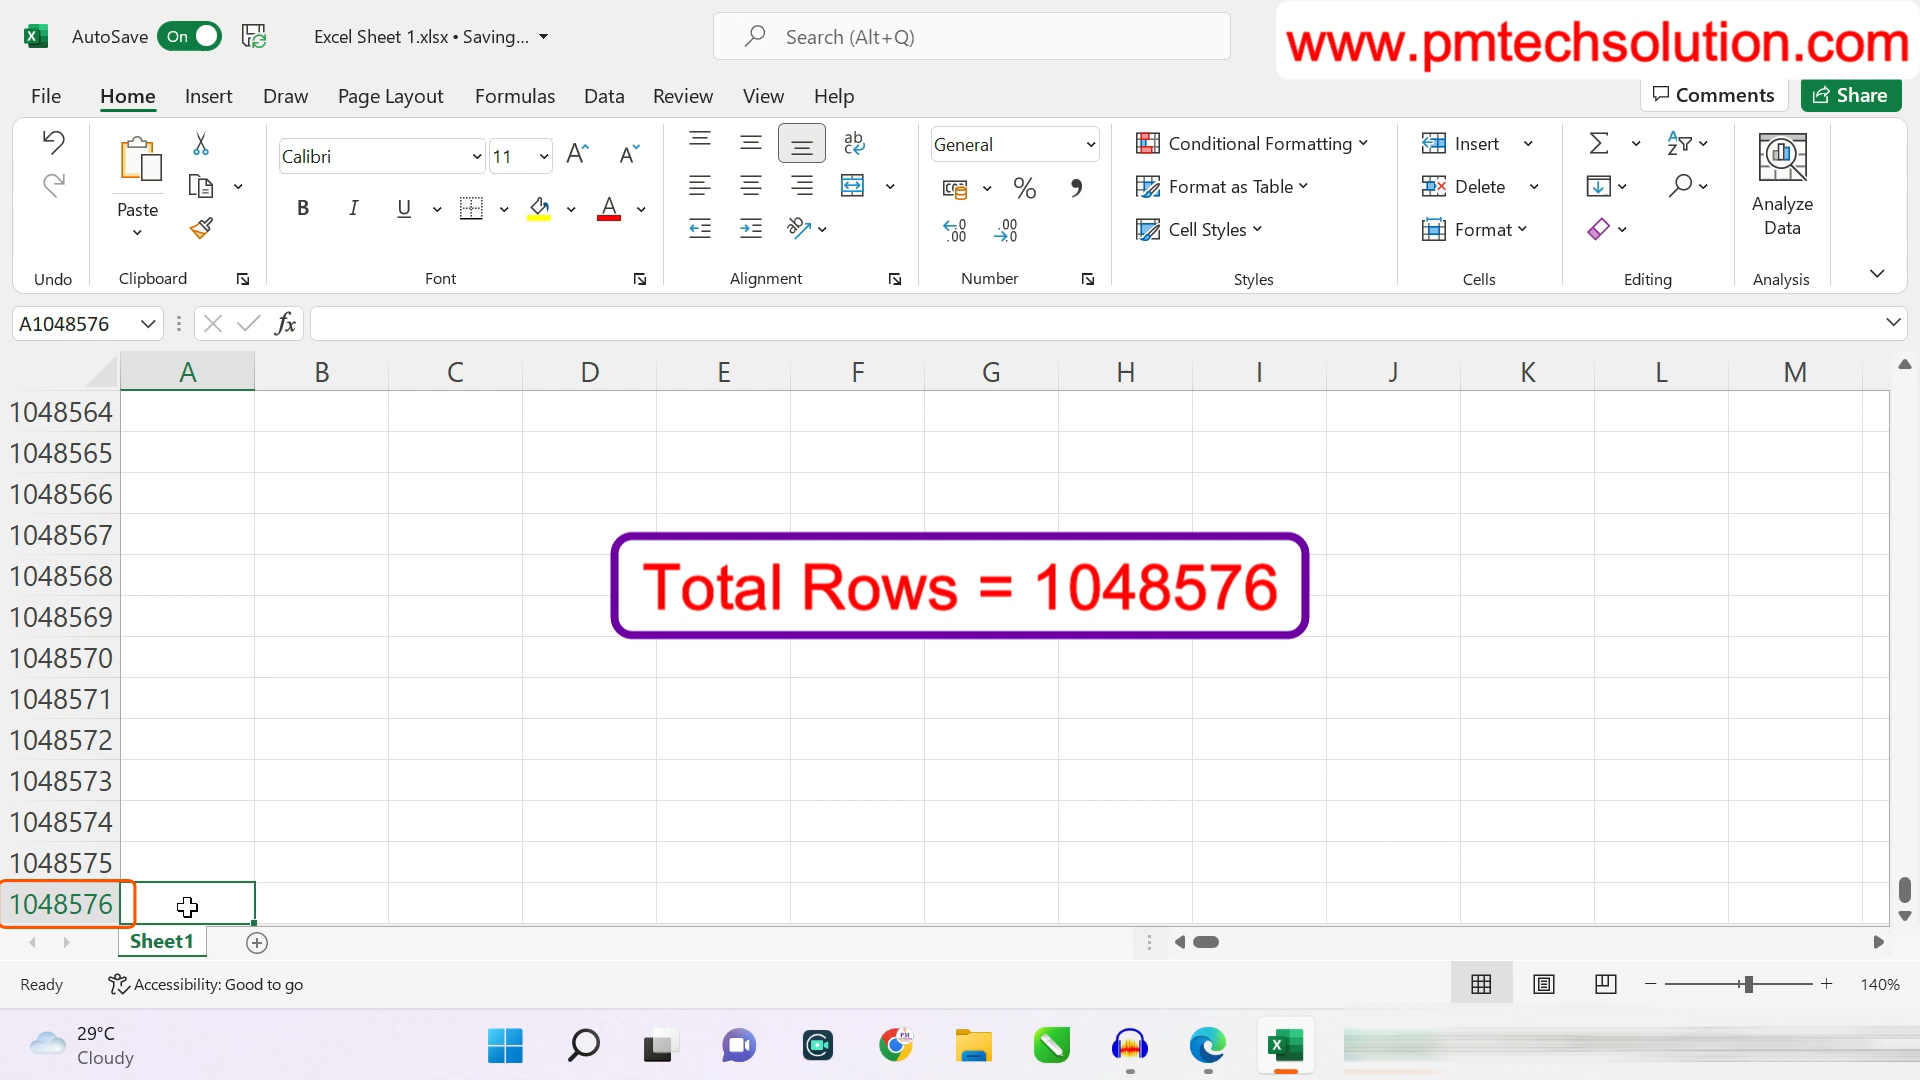 AutoSave On Excel Sheet 1.xlsx • Saving... Search (Alt+Q) www.pmtechsolution.com
File Home Insert Draw Page Layout Formulas Data Review View Help Comments Share
Calibri 11 General Conditional Formatting Insert
Format as Table Delete
Paste B I U A Cell Styles Format Analyze Data
Undo Clipboard Font Alignment Number Styles Cells Editing Analysis
A1048576 fx
A B C D E F G H I J K L M
1048564
1048565
1048566
1048567
1048568
Total Rows = 1048576
1048569
1048570
1048571
1048572
1048573
1048574
1048575
1048576
Sheet1
Ready Accessibility: Good to go 140%
29°C
Cloudy